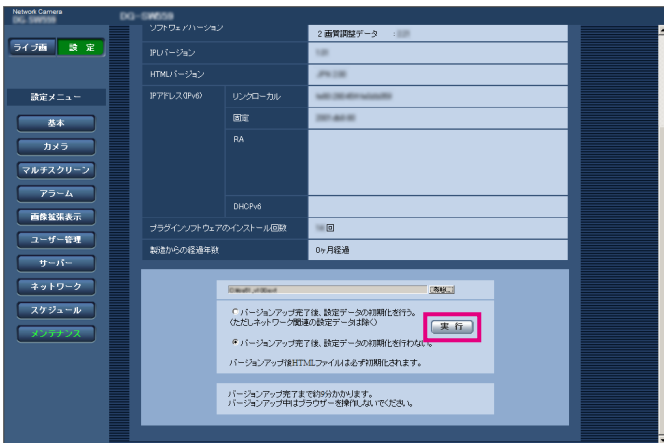 Network Camera
DG-SW559
DG-SW559
ライブ画 設 定
設定メニュー
基本
カメラ
マルチスクリーン
アラーム
画像拡張表示
ユーザー管理
サーバー
ネットワーク
スケジュール
メンテナンス
ソフトウェアバージョン
2 画質調整データ :
IPLバージョン
HTMLバージョン
IPアドレス(IPv6) リンクローカル
固定
RA
DHCPv6
プラグインソフトウェアのインストール回数 回
製造からの経過年数 0ヶ月経過
参照...
バージョンアップ完了後、設定データの初期化を行う。
(ただしネットワーク関連の設定データは除く)
実 行
バージョンアップ完了後、設定データの初期化を行わない。
バージョンアップ後HTMLファイルは必ず初期化されます。
バージョンアップ完了まで約9分かかります。
バージョンアップ中はブラウザーを操作しないでください。